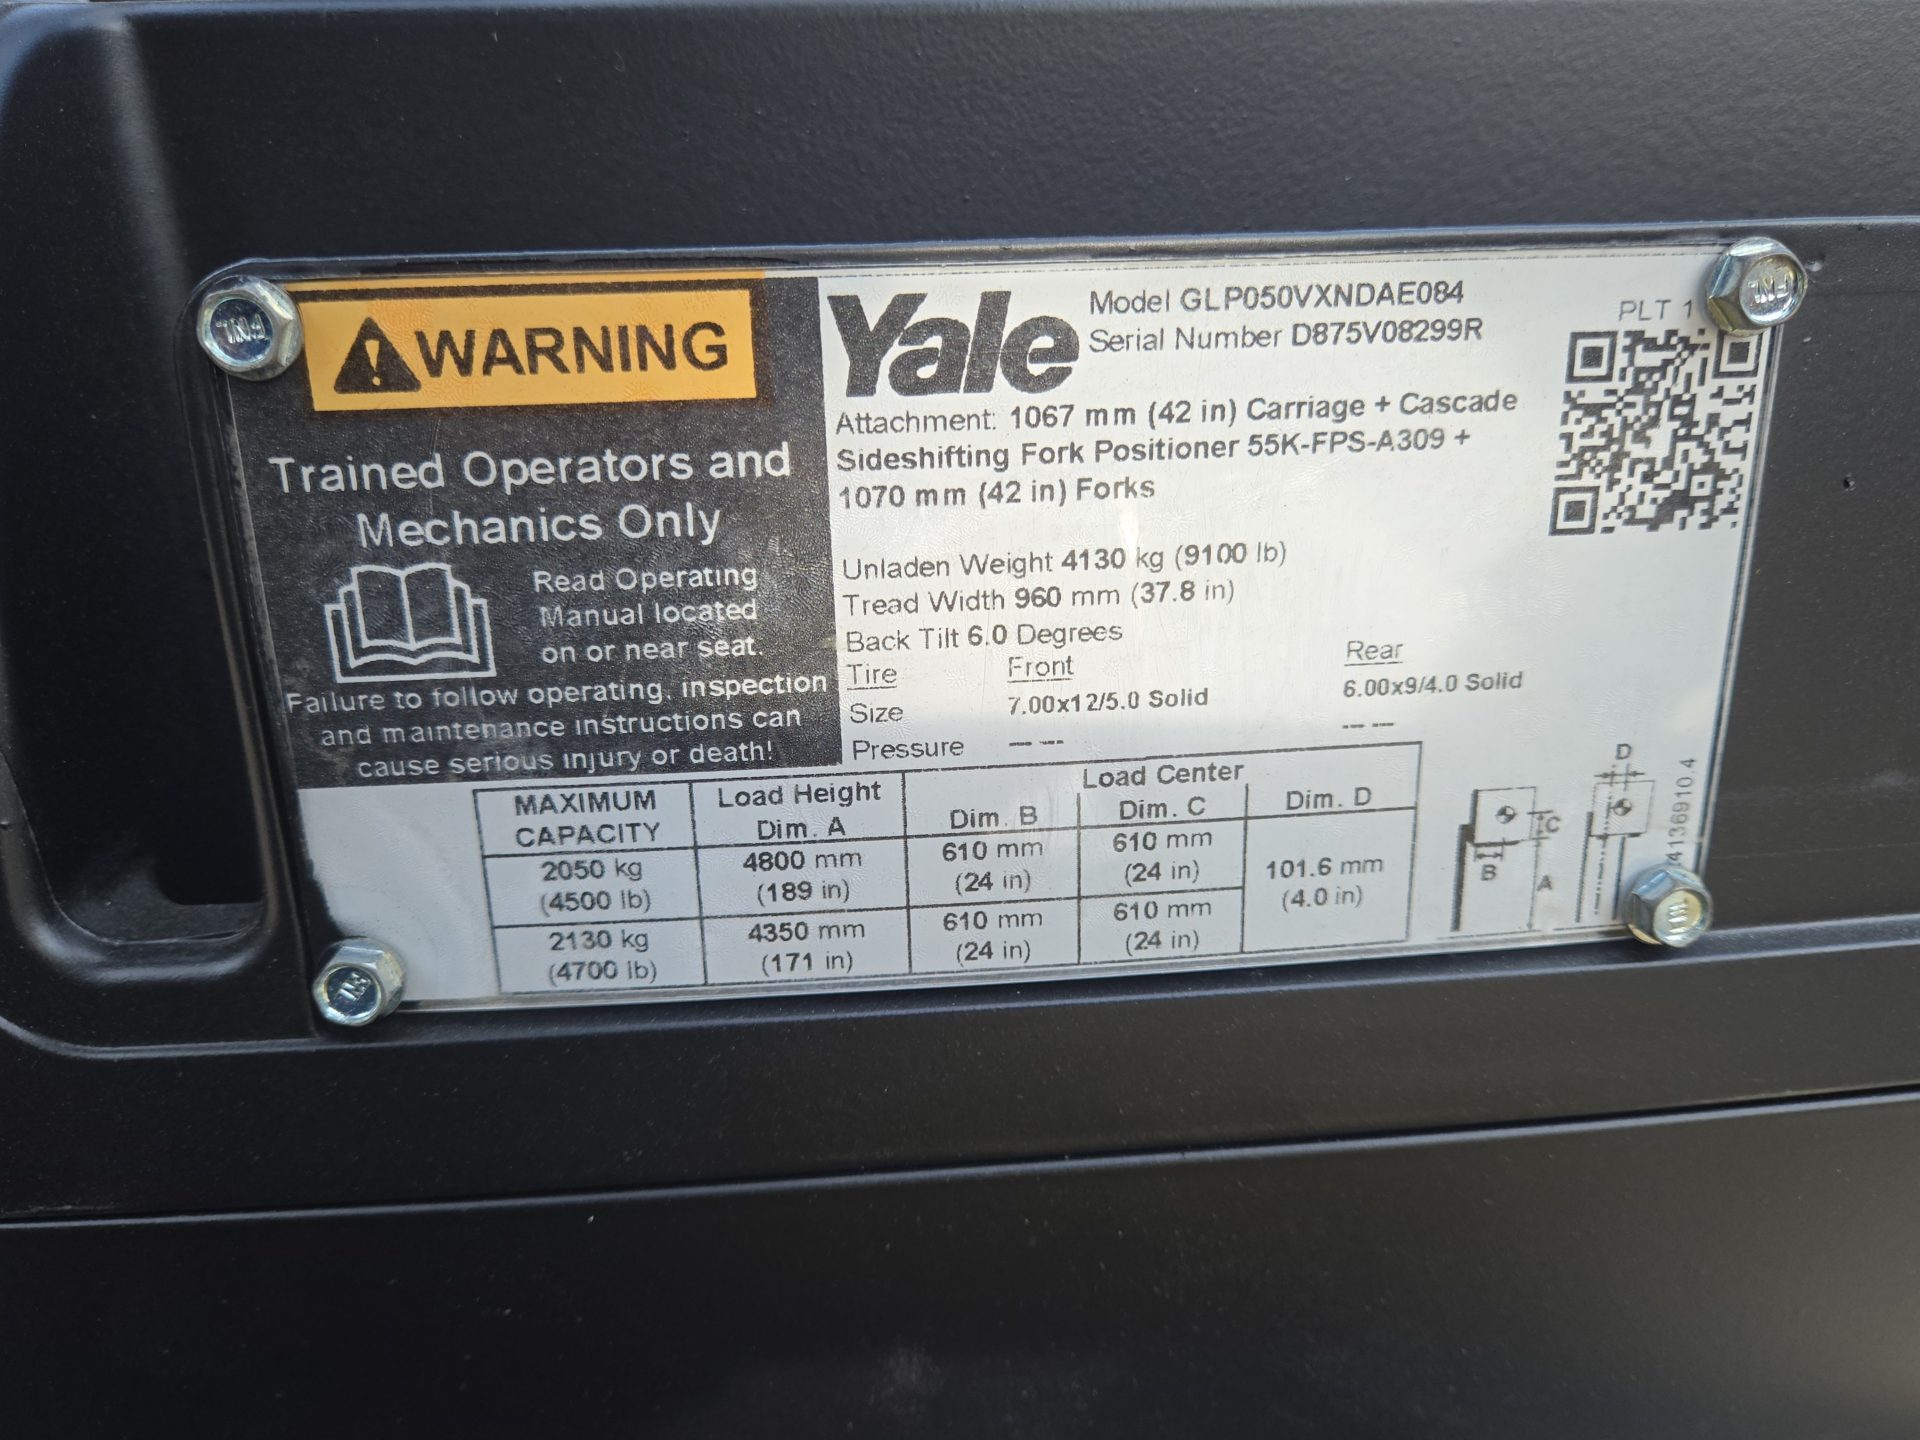 WARNING
Trained Operators and
Mechanics Only
Read Operating
Manual located
on or near seat.
Failure to follow operating, inspection
and maintenance instructions can
cause serious injury or death!
Yale
Model GLP050VXNDAE084
Serial Number D875V08299R
PLT 1
Attachment: 1067 mm (42 in) Carriage + Cascade
Sideshifting Fork Positioner 55K-FPS-A309 +
1070 mm (42 in) Forks
Unladen Weight 4130 kg (9100 lb)
Tread Width 960 mm (37.8 in)
Back Tilt 6.0 Degrees
Tire Front Rear
Size 7.00x12/5.0 Solid 6.00x9/4.0 Solid
Pressure -- -- -- --
MAXIMUM CAPACITY Load Height Dim. A Load Center
Dim. B Dim. C Dim. D
2050 kg 4800 mm 610 mm 610 mm
(4500 lb) (189 in) (24 in) (24 in)
101.6 mm
(4.0 in)
2130 kg 4350 mm 610 mm 610 mm
(4700 lb) (171 in) (24 in) (24 in)
D
C
B
A
4136910.4